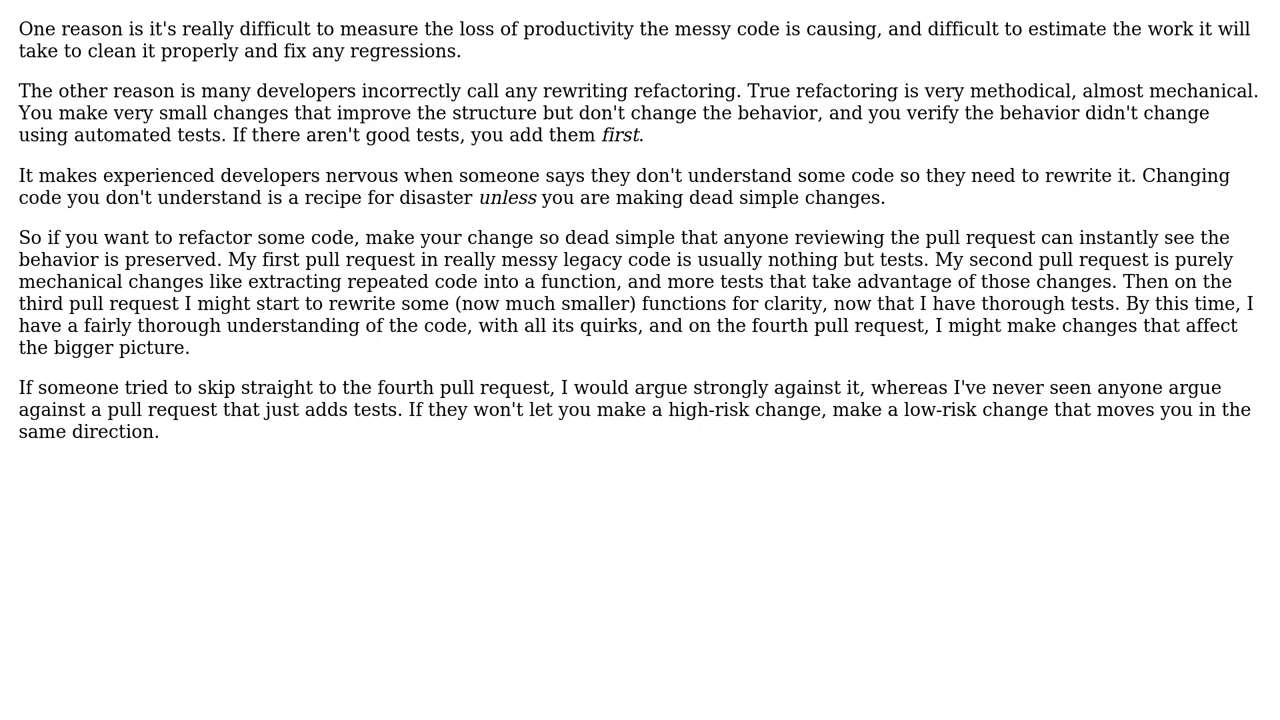 One reason is it's really difficult to measure the loss of productivity the messy code is causing, and difficult to estimate the work it will
take to clean it properly and fix any regressions.
The other reason is many developers incorrectly call any rewriting refactoring. True refactoring is very methodical, almost mechanical.
You make very small changes that improve the structure but don't change the behavior, and you verify the behavior didn't change
using automated tests. If there aren't good tests, you add them first.
It makes experienced developers nervous when someone says they don't understand some code so they need to rewrite it. Changing
code you don't understand is a recipe for disaster unless you are making dead simple changes.
So if you want to refactor some code, make your change so dead simple that anyone reviewing the pull request can instantly see the
behavior is preserved. My first pull request in really messy legacy code is usually nothing but tests. My second pull request is purely
mechanical changes like extracting repeated code into a function, and more tests that take advantage of those changes. Then on the
third pull request I might start to rewrite some (now much smaller) functions for clarity, now that I have thorough tests. By this time, I
have a fairly thorough understanding of the code, with all its quirks, and on the fourth pull request, I might make changes that affect
the bigger picture.
If someone tried to skip straight to the fourth pull request, I would argue strongly against it, whereas I've never seen anyone argue
against a pull request that just adds tests. If they won't let you make a high-risk change, make a low-risk change that moves you in the
same direction.